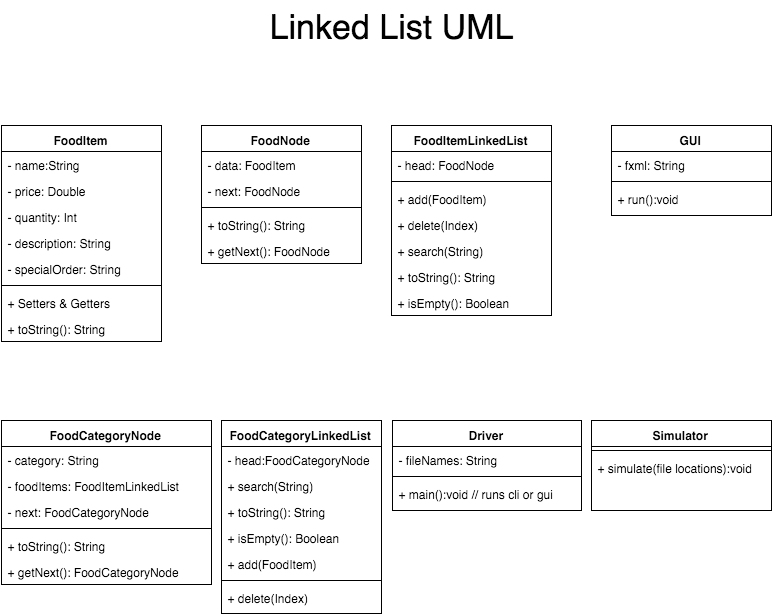 Linked List UML
FoodItem
- name:String
- price: Double
- quantity: Int
- description: String
- specialOrder: String
+ Setters & Getters
+ toString(): String
FoodNode
- data: FoodItem
- next: FoodNode
+ toString(): String
+ getNext(): FoodNode
FoodItemLinkedList
- head: FoodNode
+ add(FoodItem)
+ delete(Index)
+ search(String)
+ toString(): String
+ isEmpty(): Boolean
GUI
- fxml: String
+ run():void
FoodCategoryNode
- category: String
- foodItems: FoodItemLinkedList
- next: FoodCategoryNode
+ toString(): String
+ getNext(): FoodCategoryNode
FoodCategoryLinkedList
- head:FoodCategoryNode
+ search(String)
+ toString(): String
+ isEmpty(): Boolean
+ add(FoodItem)
+ delete(Index)
Driver
- fileNames: String
+ main():void // runs cli or gui
Simulator
+ simulate(file locations):void